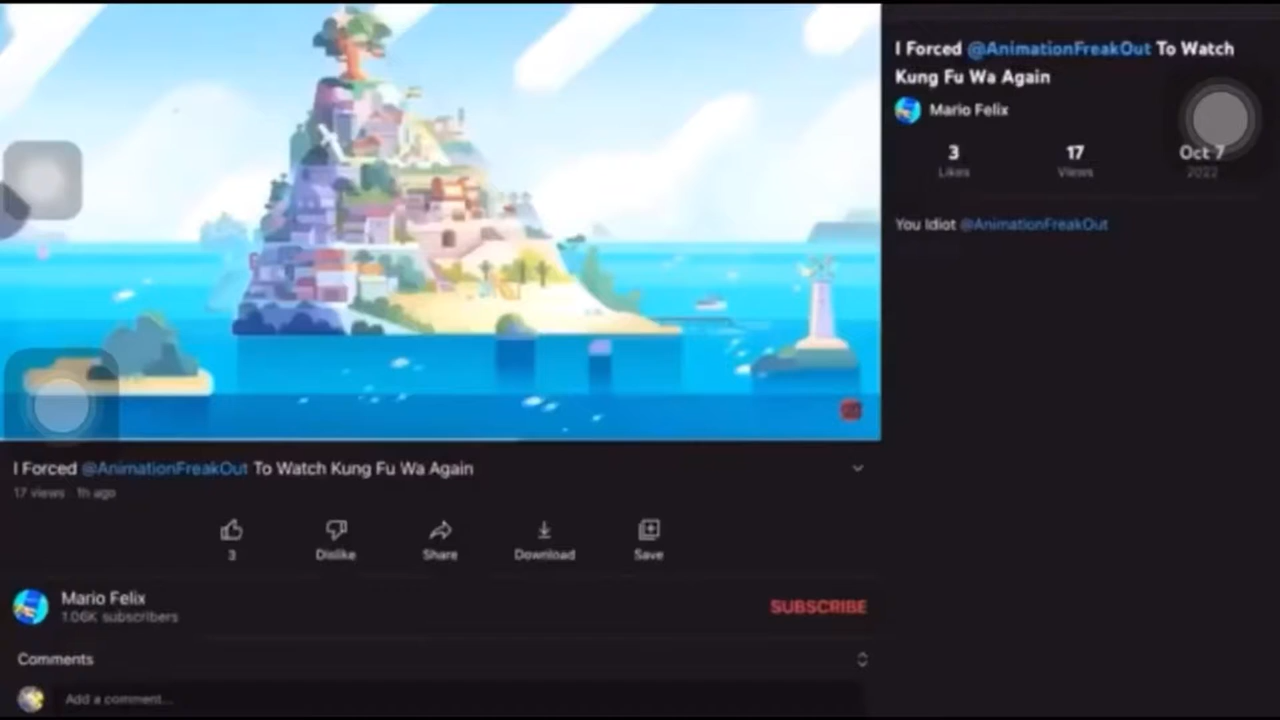 I Forced @AnimationFreakOut To Watch
Kung Fu Wa Again
Mario Felix
3
17
Oct 7
Likes
Views
2022
You Idiot @AnimationFreakOut
I Forced @AnimationFreakOut To Watch Kung Fu Wa Again
17 views · 1h ago
3
Dislike
Share
Download
Save
Mario Felix
1.06K subscribers
SUBSCRIBE
Comments
Add a comment...